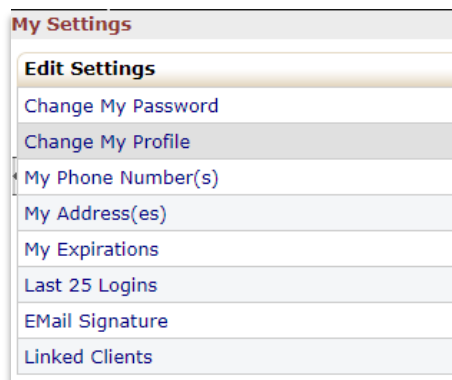 My Settings
Edit Settings
Change My Password
Change My Profile
My Phone Number(s)
My Address(es)
My Expirations
Last 25 Logins
EMail Signature
Linked Clients